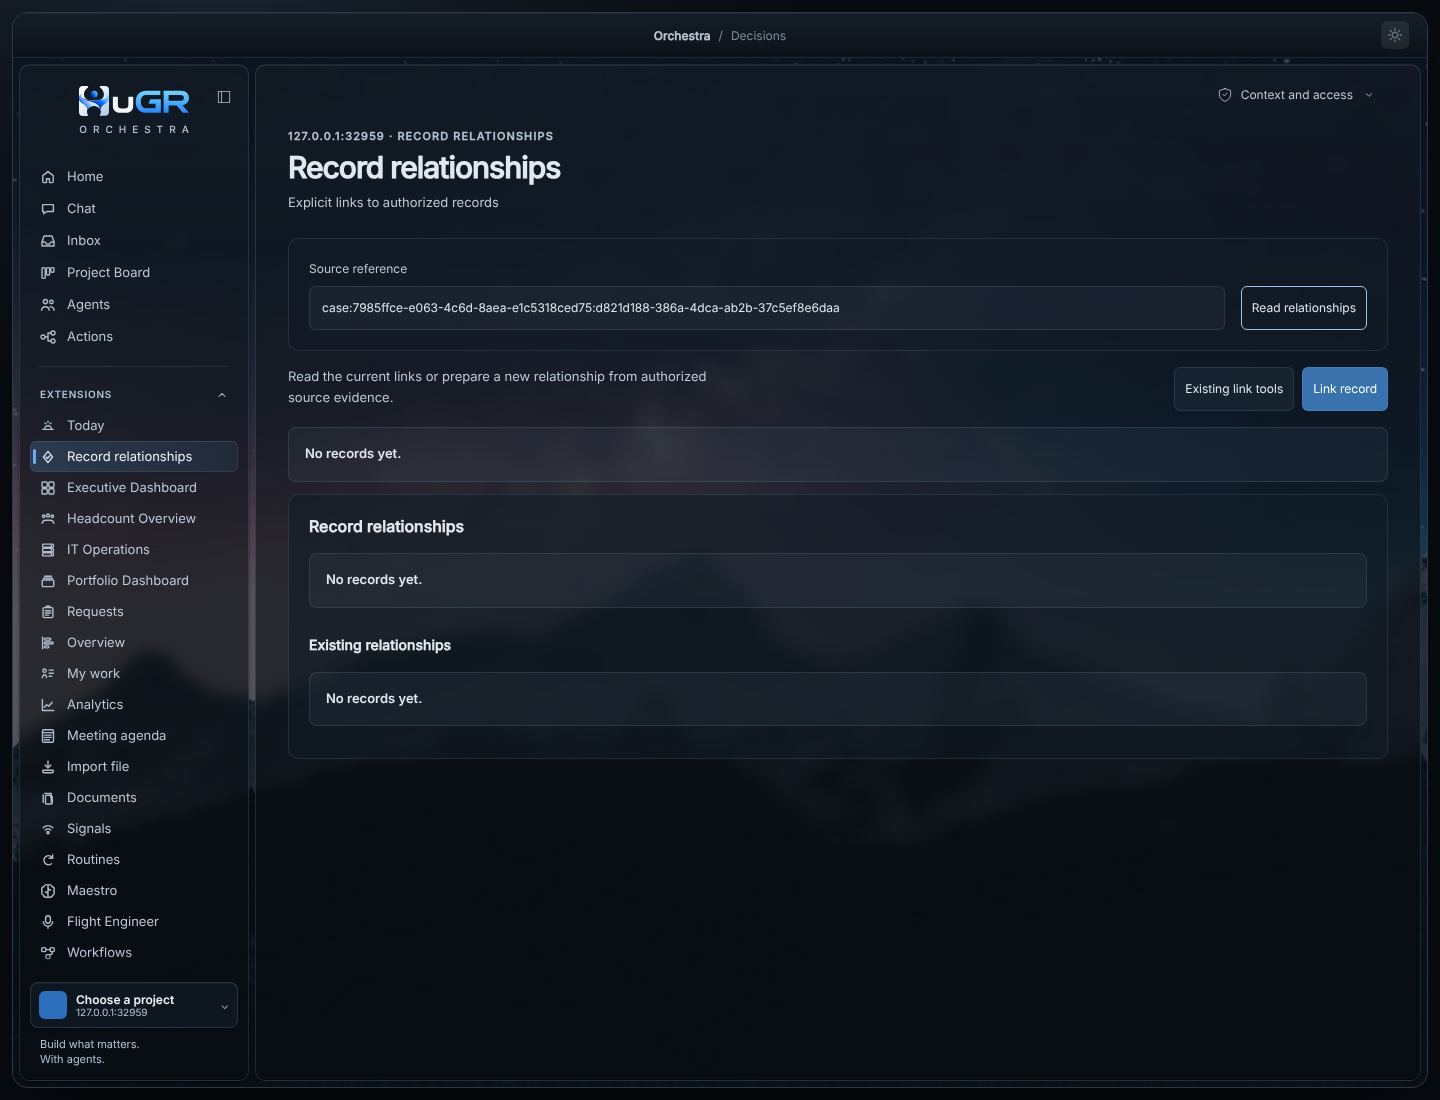 Orchestra / Decisions
HuGR
ORCHESTRA
Home
Chat
Inbox
Project Board
Agents
Actions
EXTENSIONS
Today
Record relationships
Executive Dashboard
Headcount Overview
IT Operations
Portfolio Dashboard
Requests
Overview
My work
Analytics
Meeting agenda
Import file
Documents
Signals
Routines
Maestro
Flight Engineer
Workflows
Choose a project
127.0.0.1:32959
Build what matters.
With agents.
Context and access
127.0.0.1:32959 · RECORD RELATIONSHIPS
Record relationships
Explicit links to authorized records
Source reference
case:7985ffce-e063-4c6d-8aea-e1c5318ced75:d821d188-386a-4dca-ab2b-37c5ef8e6daa
Read relationships
Read the current links or prepare a new relationship from authorized
source evidence.
Existing link tools
Link record
No records yet.
Record relationships
No records yet.
Existing relationships
No records yet.